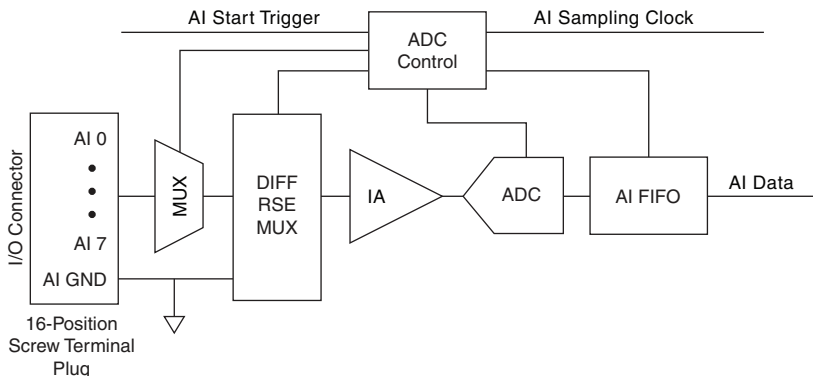 AI Start Trigger
AI Sampling Clock
ADC
Control
I/O Connector
AI 0
AI 7
AI GND
MUX
DIFF
RSE
MUX
IA
ADC
AI FIFO
AI Data
16-Position
Screw Terminal
Plug